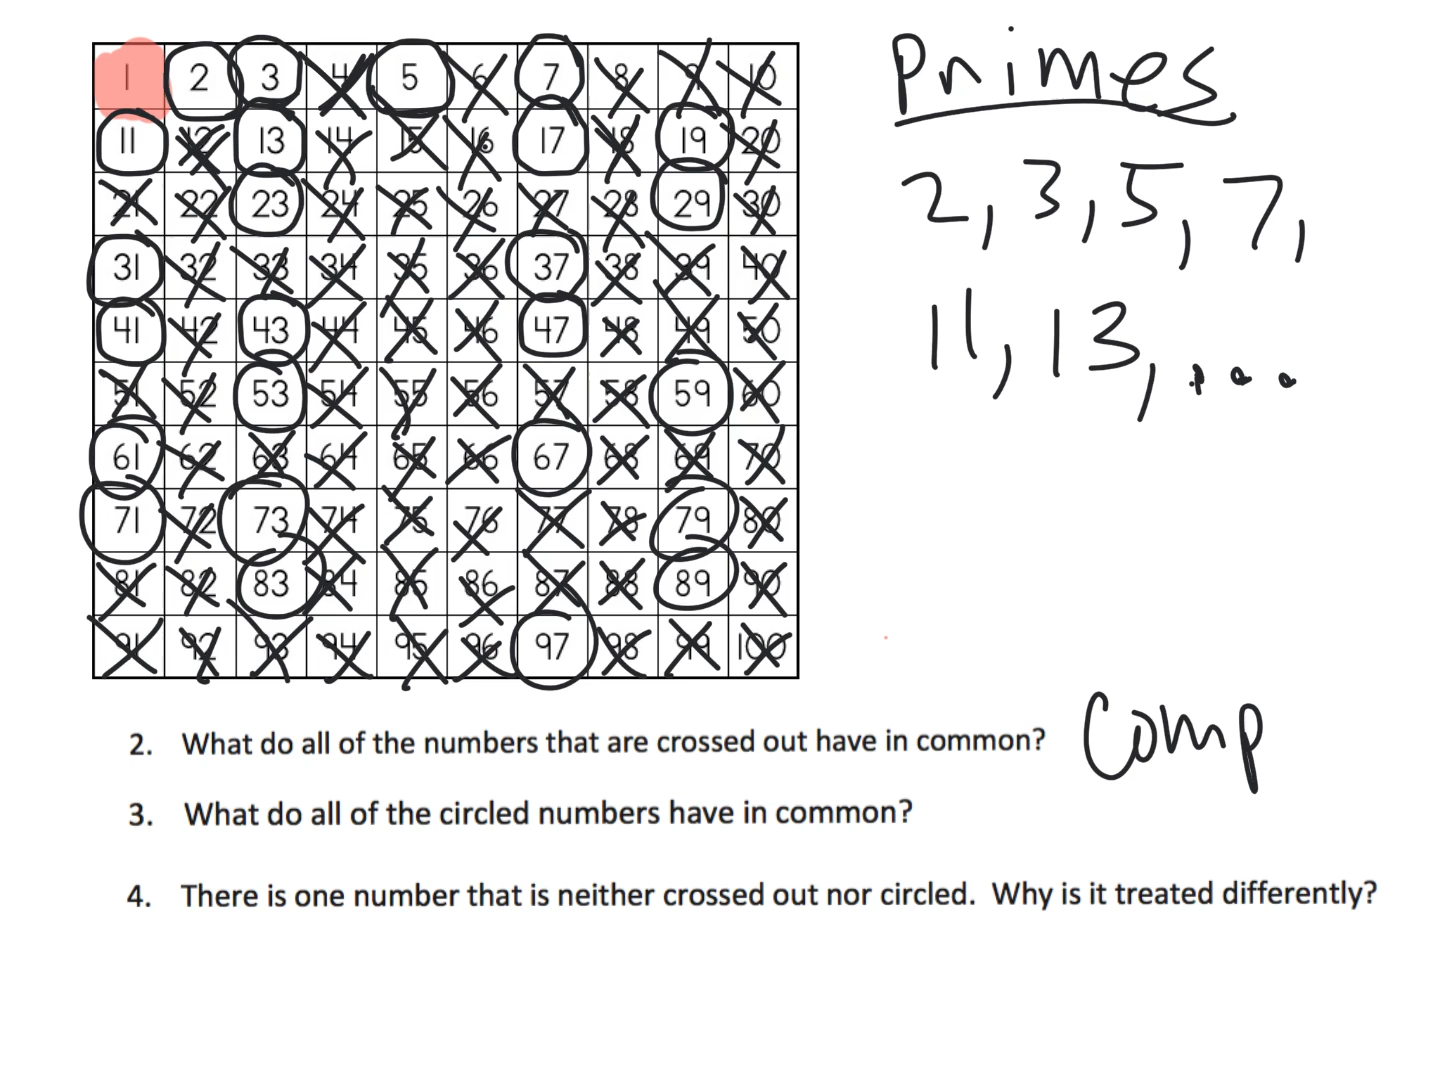 1 2 3 4 5 6 7 8 9 10
11 12 13 14 15 16 17 18 19 20
21 22 23 24 25 26 27 28 29 30
31 32 33 34 35 36 37 38 39 40
41 42 43 44 45 46 47 48 49 50
51 52 53 54 55 56 57 58 59 60
61 62 63 64 65 66 67 68 69 70
71 72 73 74 75 76 77 78 79 80
81 82 83 84 85 86 87 88 89 90
91 92 93 94 95 96 97 98 99 100
Primes
2, 3, 5, 7,
11, 13, ...
2. What do all of the numbers that are crossed out have in common? Comp
3. What do all of the circled numbers have in common?
4. There is one number that is neither crossed out nor circled. Why is it treated differently?